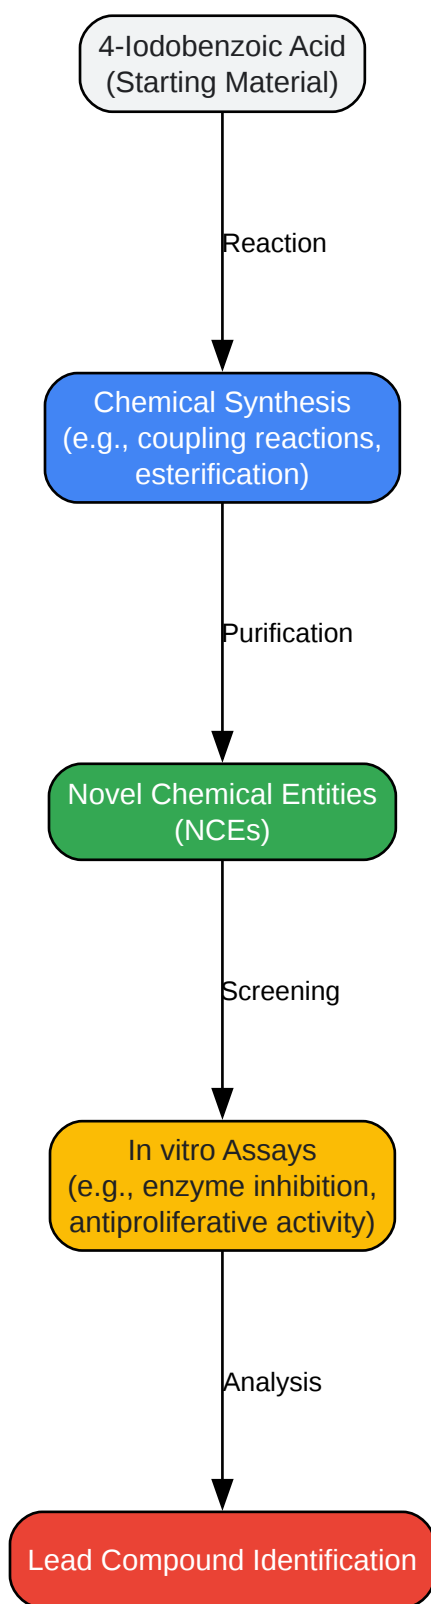 4-Iodobenzoic Acid
(Starting Material)
Reaction
Chemical Synthesis
(e.g., coupling reactions,
esterification)
Purification
Novel Chemical Entities
(NCEs)
Screening
In vitro Assays
(e.g., enzyme inhibition,
antiproliferative activity)
Analysis
Lead Compound Identification